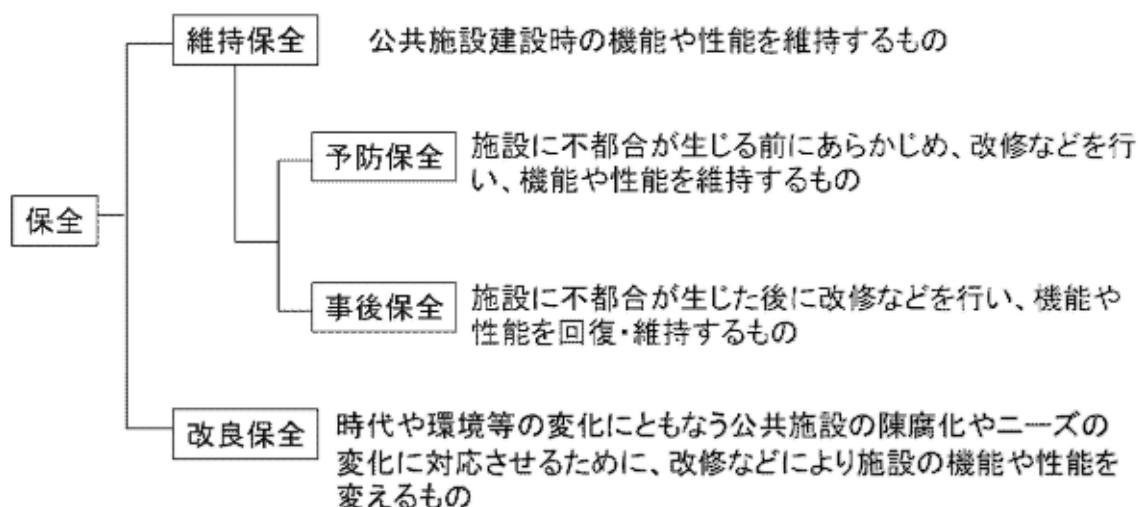 維持保全
公共施設建設時の機能や性能を維持するもの
予防保全
施設に不都合が生じる前にあらかじめ、改修などを行
い、機能や性能を維持するもの
保全
事後保全
施設に不都合が生じた後に改修などを行い、機能や
性能を回復・維持するもの
改良保全
時代や環境等の変化にともなう公共施設の陳腐化やニーズの
変化に対応させるために、改修などにより施設の機能や性能を
変えるもの